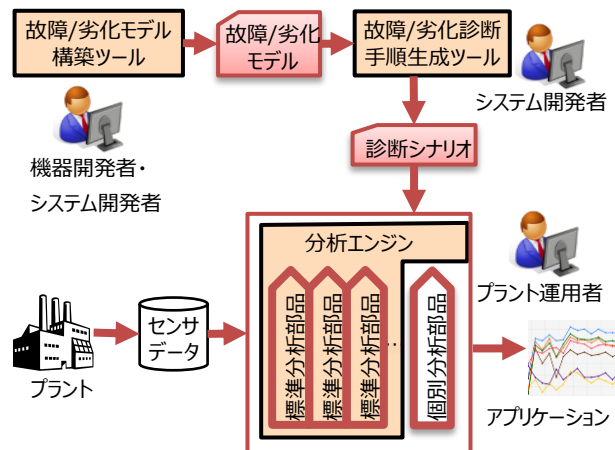 故障/劣化モデル
構築ツール
故障/劣化
モデル
故障/劣化診断
手順生成ツール
システム開発者
機器開発者・
システム開発者
診断シナリオ
分析エンジン
標準分析部品
標準分析部品
標準分析部品
…
個別分析部品
プラント運用者
センサ
データ
プラント
アプリケーション